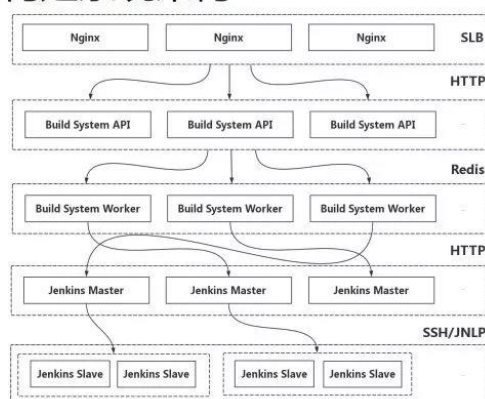 Nginx Nginx Nginx SLB
HTTP
Build System API Build System API Build System API
Redis
Build System Worker Build System Worker Build System Worker
HTTP
Jenkins Master Jenkins Master Jenkins Master
SSH/JNLP
Jenkins Slave Jenkins Slave Jenkins Slave Jenkins Slave